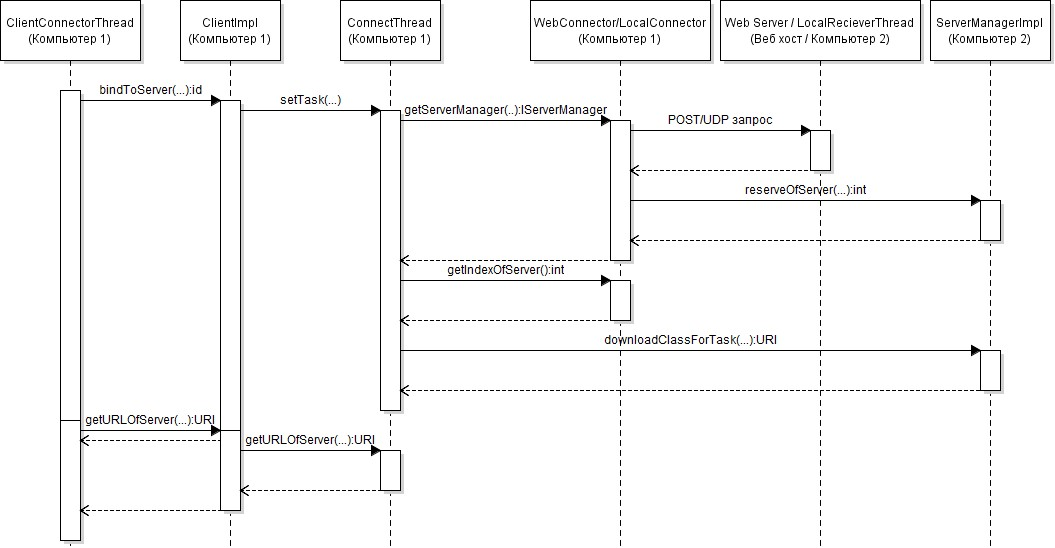 ClientConnectorThread
(Компьютер 1)
ClientImpl
(Компьютер 1)
ConnectThread
(Компьютер 1)
WebConnector/LocalConnector
(Компьютер 1)
Web Server / LocalRecieverThread
(Веб хост / Компьютер 2)
ServerManagerImpl
(Компьютер 2)
bindToServer(...):id
setTask(...)
getServerManager(..):IServerManager
POST/UDP запрос
reserveOfServer(...):int
getIndexOfServer():int
downloadClassForTask(...):URI
getURLOfServer(...):URI
getURLOfServer(...):URI